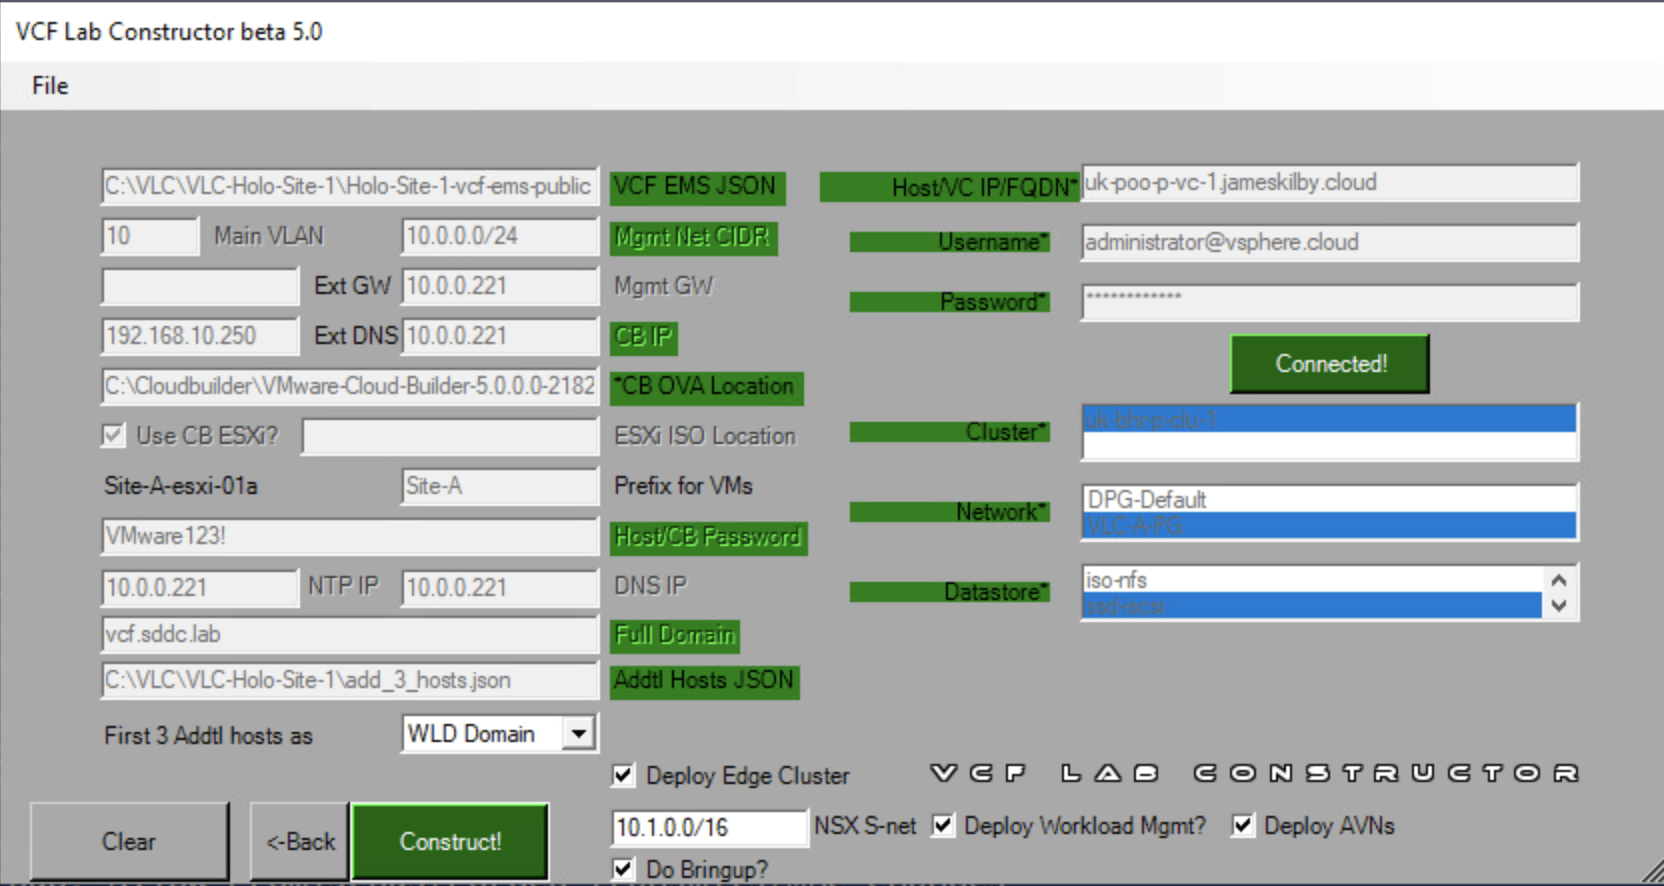 VCF Lab Constructor beta 5.0
File
C:\VLC\VLC-Holo-Site-1\Holo-Site-1-vcf-ems-public VCF EMS JSON
10 Main VLAN 10.0.0.0/24 Mgmt Net CIDR
Ext GW 10.0.0.221 Mgmt GW
192.168.10.250 Ext DNS 10.0.0.221 CB IP
C:\Cloudbuilder\VMware-Cloud-Builder-5.0.0.0-2182 *CB OVA Location
Use CB ESXi? ESXi ISO Location
Site-A-esxi-01a Site-A Prefix for VMs
VMware123! Host/CB Password
10.0.0.221 NTP IP 10.0.0.221 DNS IP
vcf.sddc.lab Full Domain
C:\VLC\VLC-Holo-Site-1\add_3_hosts.json Addtl Hosts JSON
First 3 Addtl hosts as WLD Domain
Host/VC IP/FQDN* uk-poo-p-vc-1.jameskilby.cloud
Username* administrator@vsphere.cloud
Password* ************
Connected!
Cluster* uk-bhr-p-clu-1
Network* DPG-Default
VLC-A-PG
Datastore* iso-nfs
ssd-iscsi
Deploy Edge Cluster VCF LAB CONSTRUCTOR
10.1.0.0/16 NSX S-net Deploy Workload Mgmt? Deploy AVNs
Do Bringup?
Clear <-Back Construct!